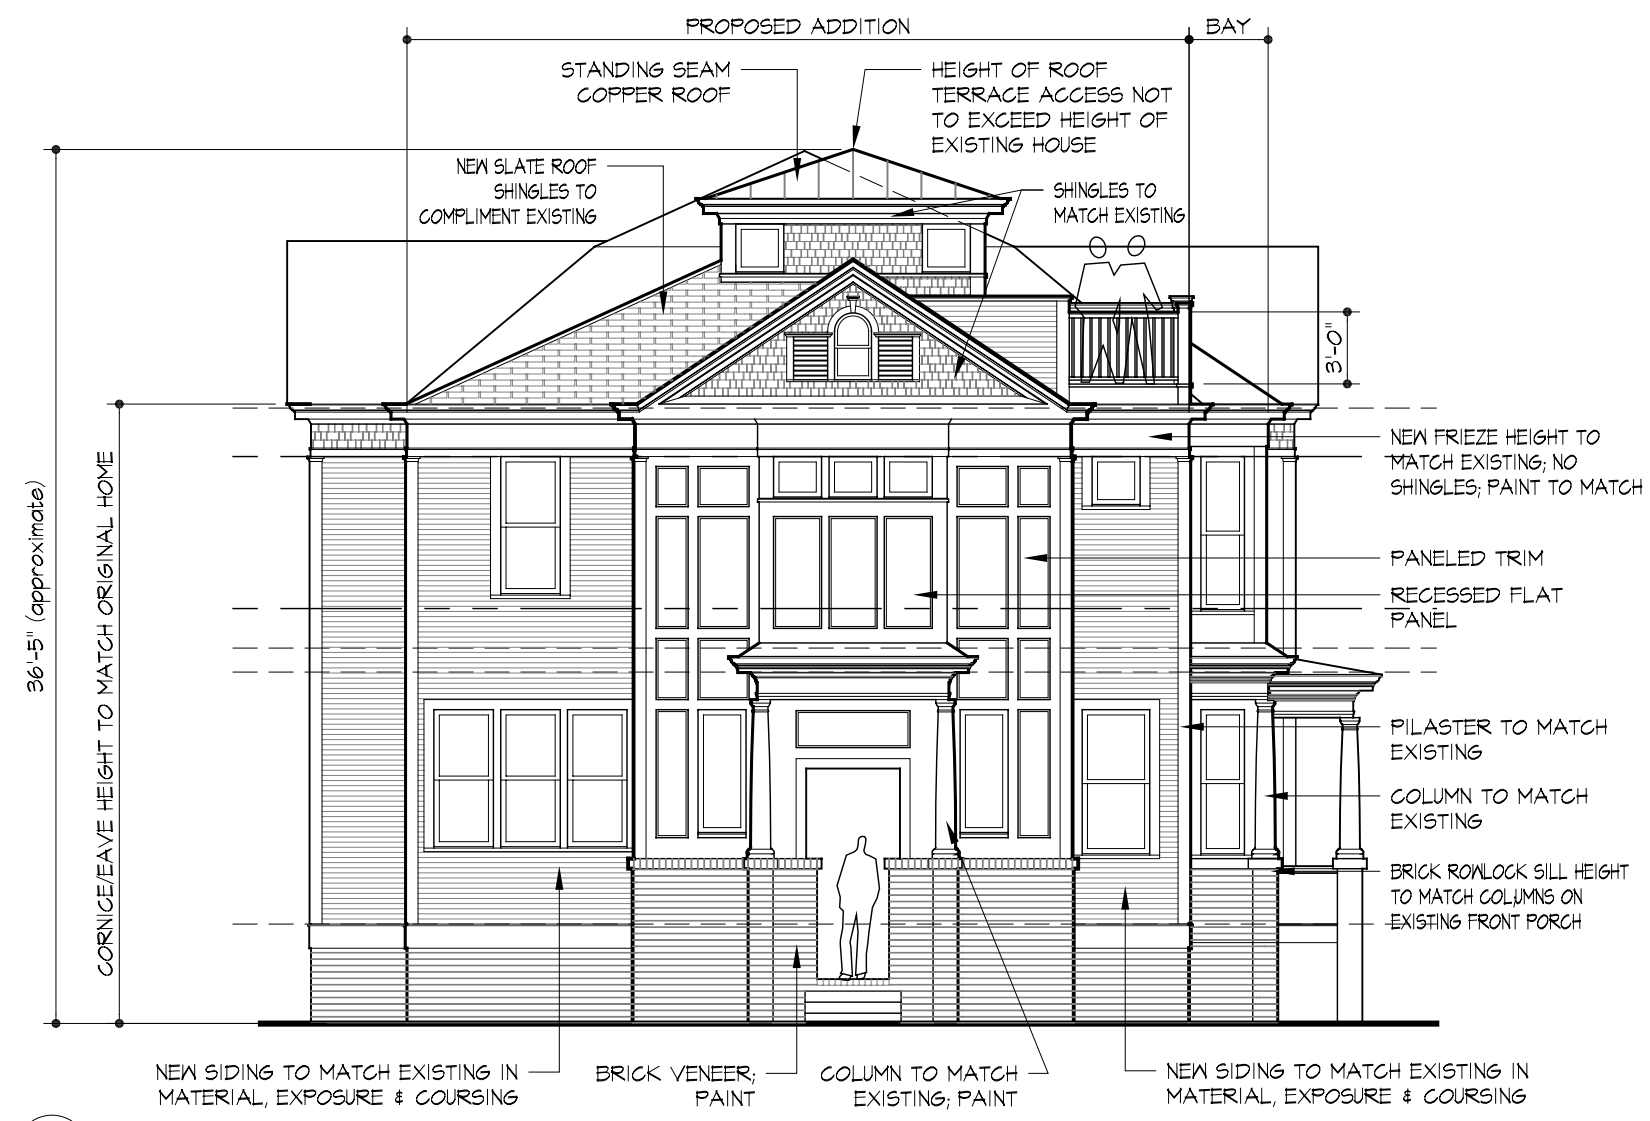 PROPOSED ADDITION
BAY
STANDING SEAM
COPPER ROOF
HEIGHT OF ROOF
TERRACE ACCESS NOT
TO EXCEED HEIGHT OF
EXISTING HOUSE
NEW SLATE ROOF
SHINGLES TO
COMPLIMENT EXISTING
SHINGLES TO
MATCH EXISTING
3'-0"
NEW FRIEZE HEIGHT TO
MATCH EXISTING; NO
SHINGLES; PAINT TO MATCH
36'-5" (approximate)
CORNICE/EAVE HEIGHT TO MATCH ORIGINAL HOME
PANELED TRIM
RECESSED FLAT
PANEL
PILASTER TO MATCH
EXISTING
COLUMN TO MATCH
EXISTING
BRICK ROWLOCK SILL HEIGHT
TO MATCH COLUMNS ON
EXISTING FRONT PORCH
NEW SIDING TO MATCH EXISTING IN
MATERIAL, EXPOSURE & COURSING
BRICK VENEER;
PAINT
COLUMN TO MATCH
EXISTING; PAINT
NEW SIDING TO MATCH EXISTING IN
MATERIAL, EXPOSURE & COURSING